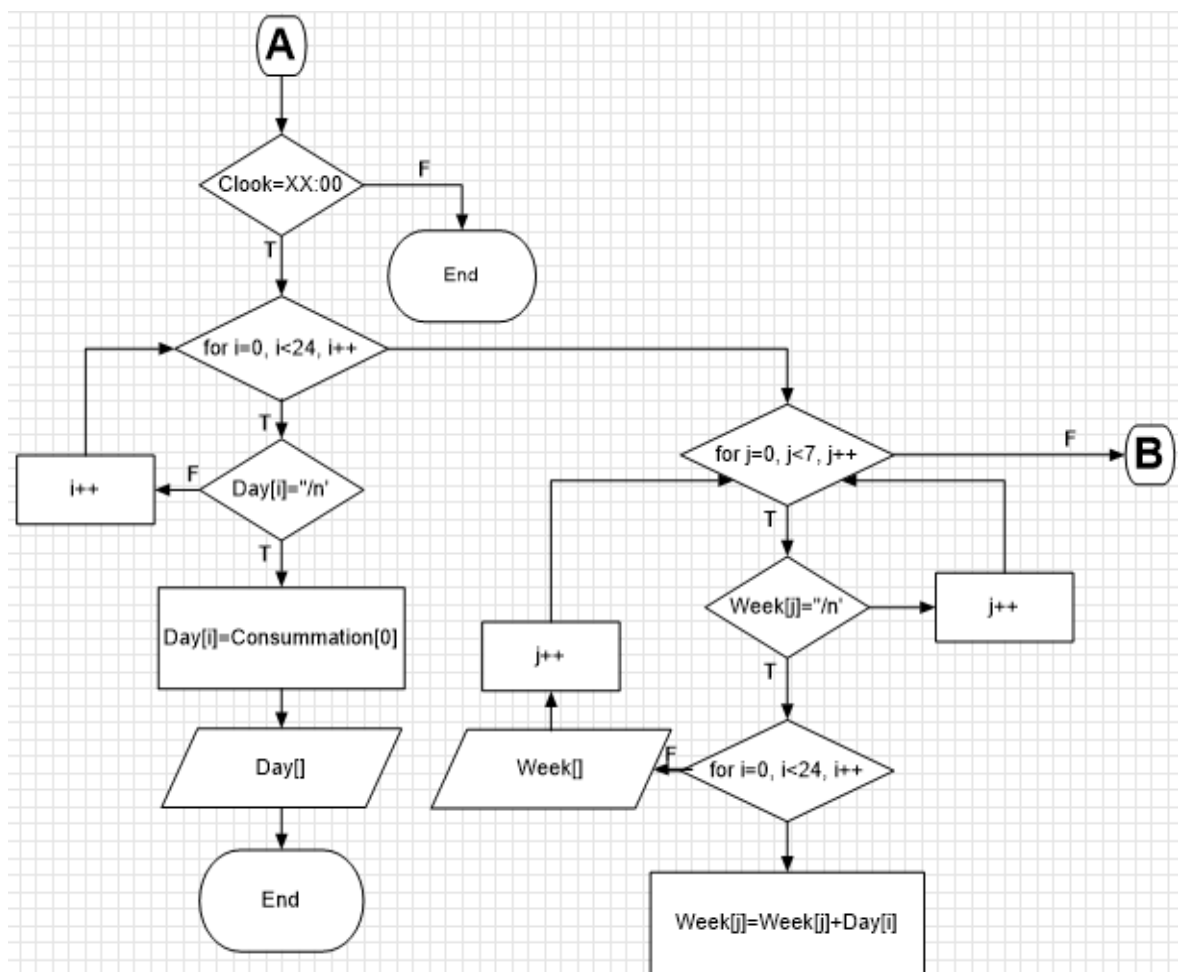 A
Clook=XX:00
F
T
End
for i=0, i<24, i++
T
i++
F
Day[i]="/n'
T
Day[i]=Consummation[0]
Day[]
End
for j=0, j<7, j++
F
B
T
Week[j]="/n'
j++
T
j++
for i=0, i<24, i++
F
Week[]
Week[j]=Week[j]+Day[i]